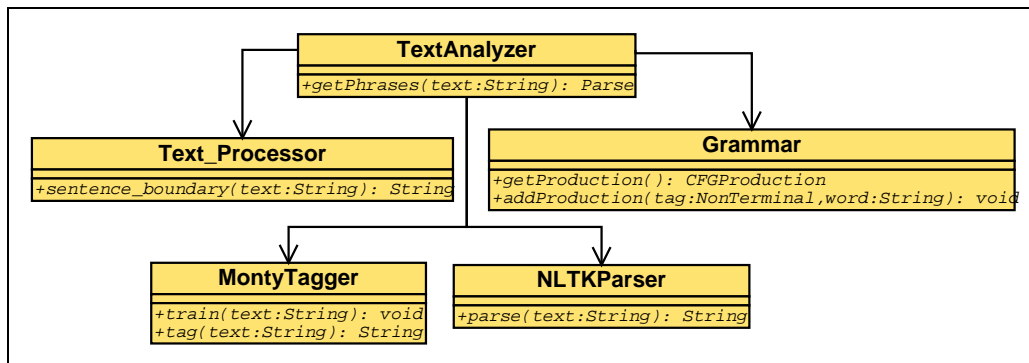 TextAnalyzer
+getPhrases(text:String): Parse
Text_Processor
+sentence_boundary(text:String): String
Grammar
+getProduction(): CFGProduction
+addProduction(tag:NonTerminal,word:String): void
MontyTagger
+train(text:String): void
+tag(text:String): String
NLTKParser
+parse(text:String): String